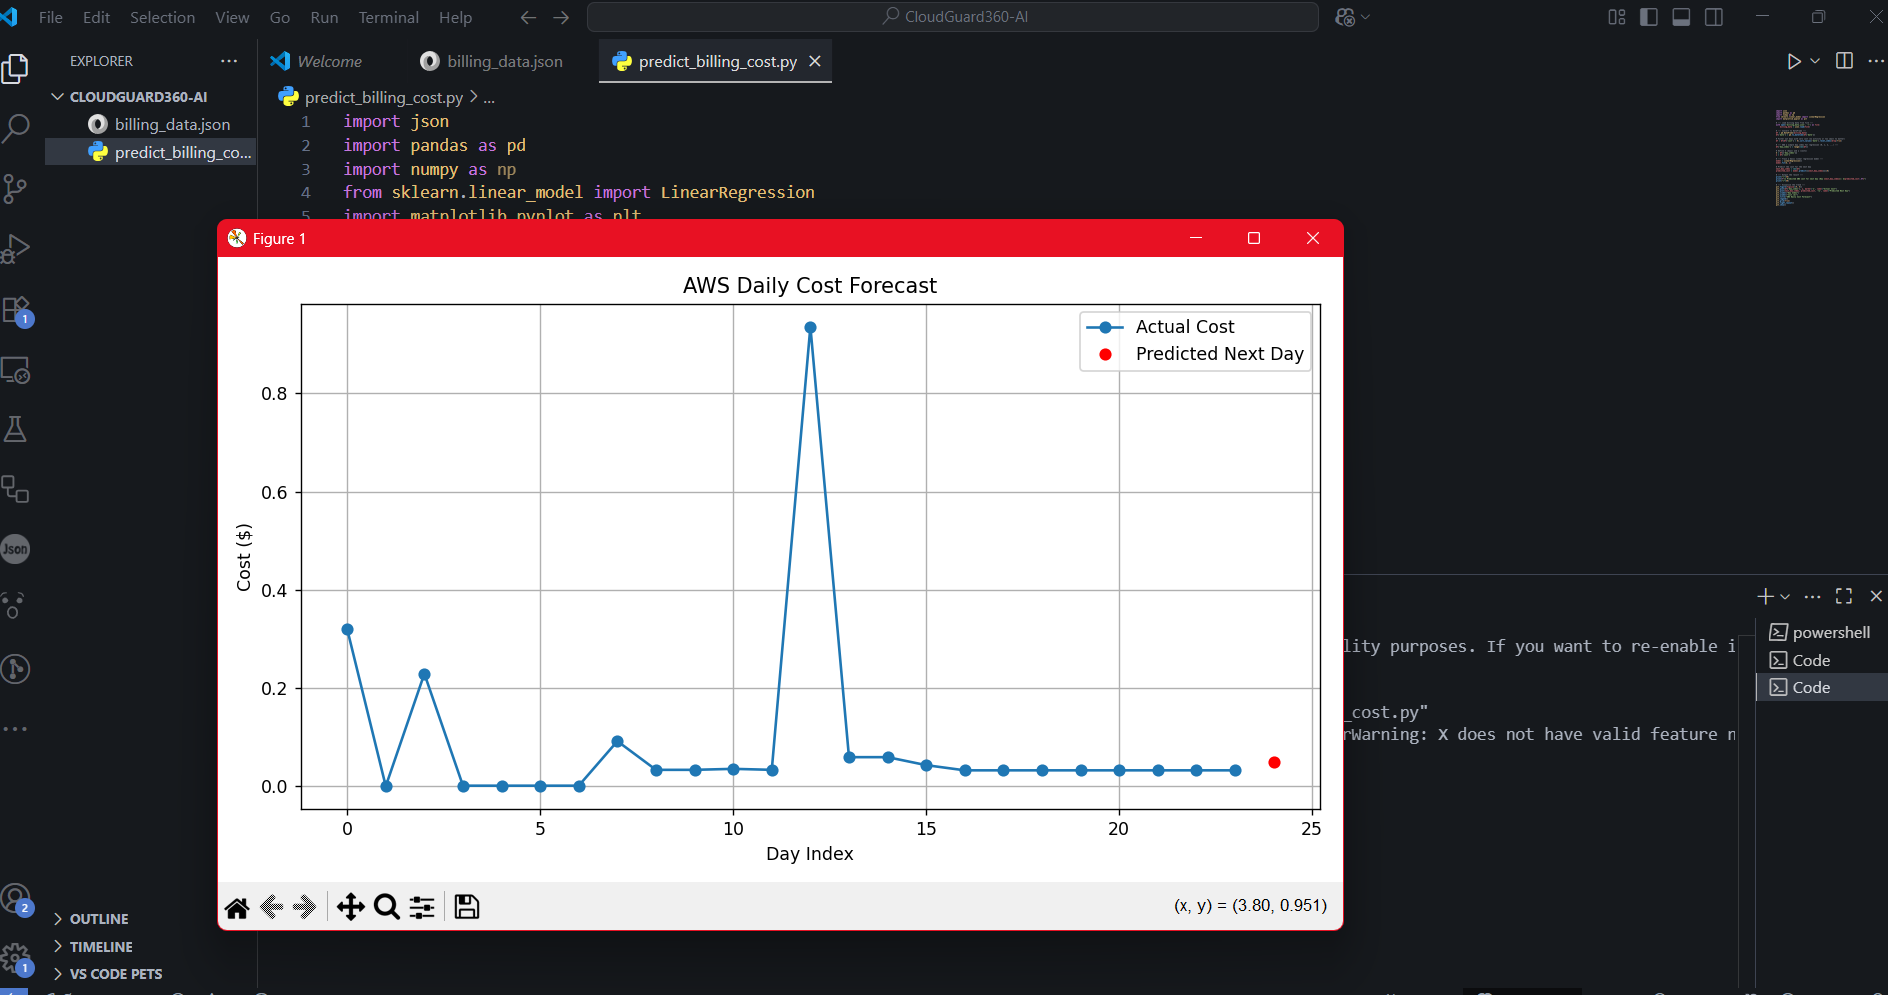 File Edit Selection View Go Run Terminal Help CloudGuard360-AI
EXPLORER
Welcome billing_data.json predict_billing_cost.py
CLOUDGUARD360-AI
billing_data.json
predict_billing_co...
predict_billing_cost.py > ...
1 import json
2 import pandas as pd
3 import numpy as np
4 from sklearn.linear_model import LinearRegression
5 import matplotlib.pyplot as plt
Figure 1
AWS Daily Cost Forecast
Actual Cost
Predicted Next Day
Cost ($)
0.8
0.6
0.4
0.2
0.0
0 5 10 15 20 25
Day Index
(x, y) = (3.80, 0.951)
lity purposes. If you want to re-enable i
_cost.py"
rWarning: X does not have valid feature n
powershell
Code
Code
1
Json
2
1
OUTLINE
TIMELINE
VS CODE PETS